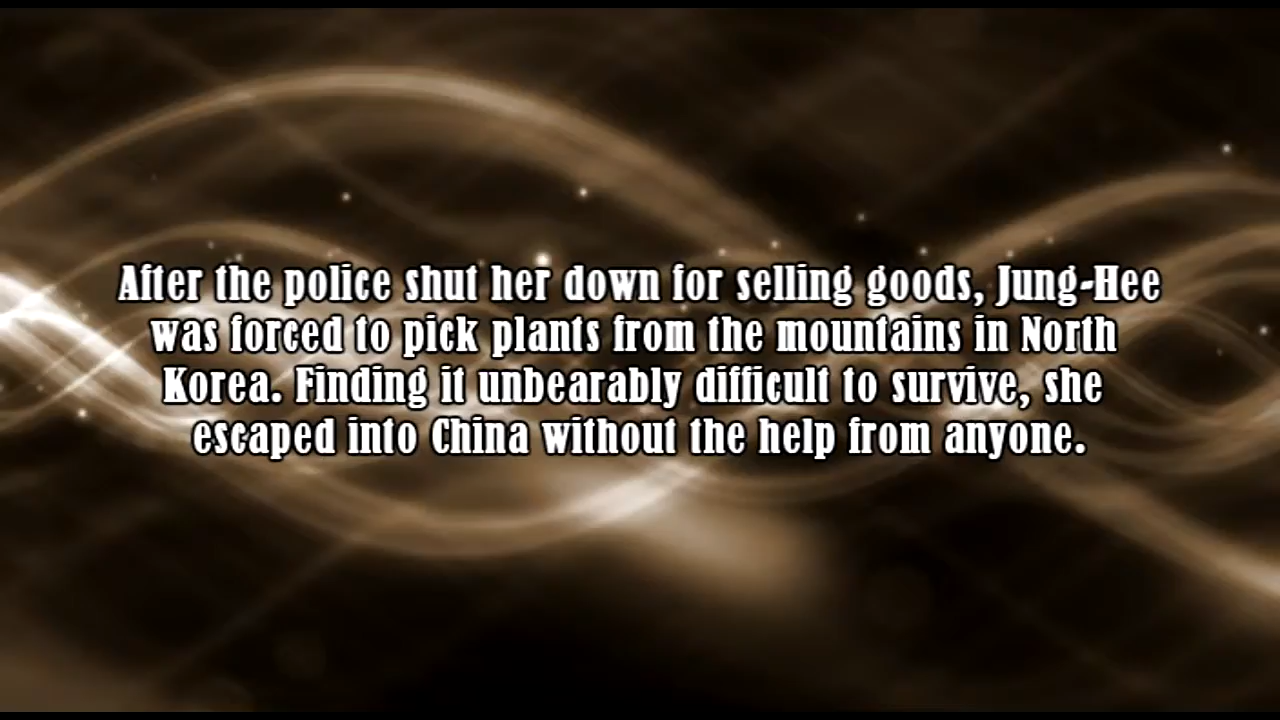 After the police shut her down for selling goods, Jung-Hee
was forced to pick plants from the mountains in North
Korea. Finding it unbearably difficult to survive, she
escaped into China without the help from anyone.